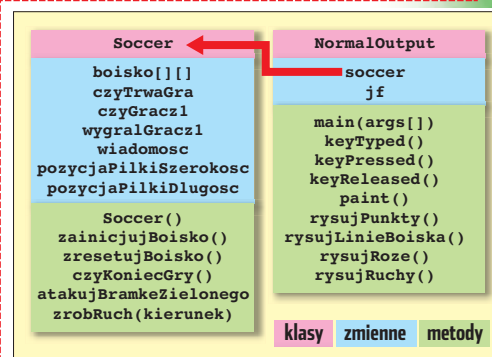 Soccer
boisko[][]
czyTrwaGra
czyGracz1
wygralGracz1
wiadomosc
pozycjaPilkiSzerokosc
pozycjaPilkiDlugosc
Soccer()
zainicjujBoisko()
zresetujBoisko()
czyKoniecGry()
atakujBramkeZielonego
zrobRuch(kierunek)
NormalOutput
soccer
jf
main(args[])
keyTyped()
keyPressed()
keyReleased()
paint()
rysujPunkty()
rysujLinieBoiska()
rysujRoze()
rysujRuchy()
klasy zmienne metody